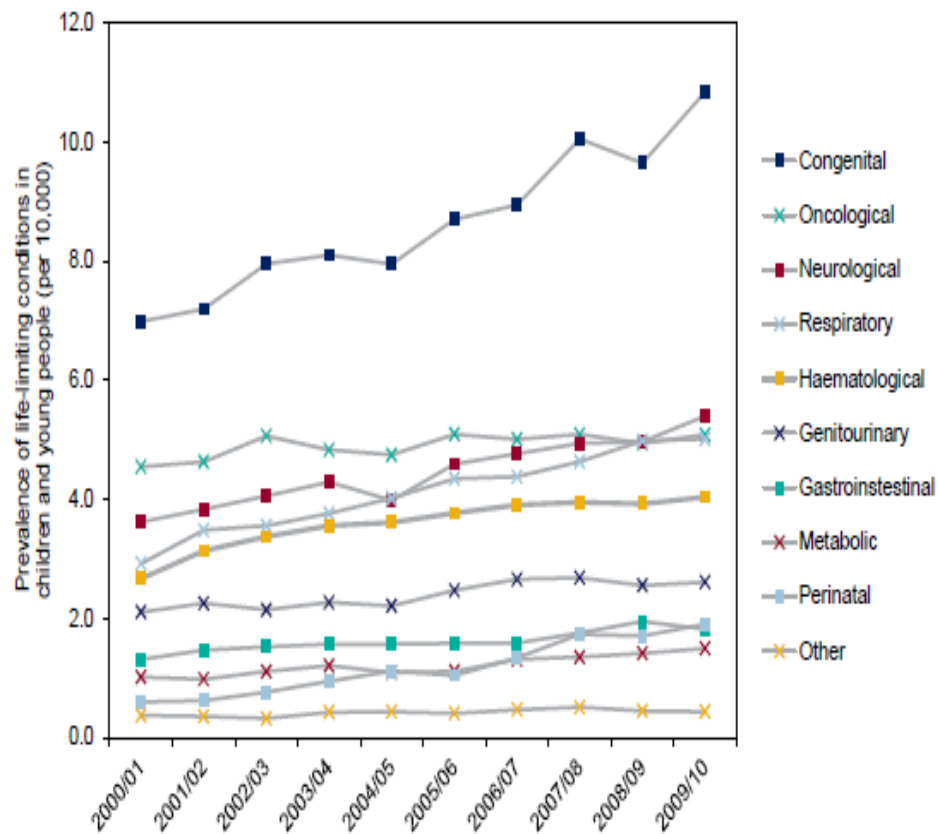 Prevalence of life-limiting conditions in
children and young people (per 10,000)
12.0
10.0
8.0
6.0
4.0
2.0
0.0
2000/01
2001/02
2002/03
2003/04
2004/05
2005/06
2006/07
2007/08
2008/09
2009/10
Congenital
Oncological
Neurological
Respiratory
Haematological
Genitourinary
Gastroinstestinal
Metabolic
Perinatal
Other